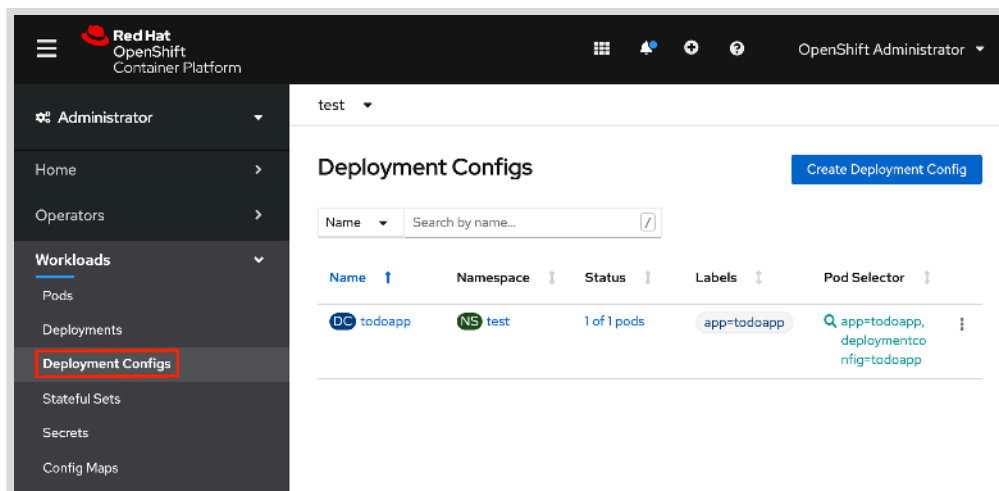 Red Hat
OpenShift
Container Platform
OpenShift Administrator
Administrator
Home
Operators
Workloads
Pods
Deployments
Deployment Configs
Stateful Sets
Secrets
Config Maps
test
Deployment Configs
Create Deployment Config
Name Search by name... /
Name Namespace Status Labels Pod Selector
DC todoapp NS test 1 of 1 pods app=todoapp app=todoapp,
deploymentco
nfig=todoapp